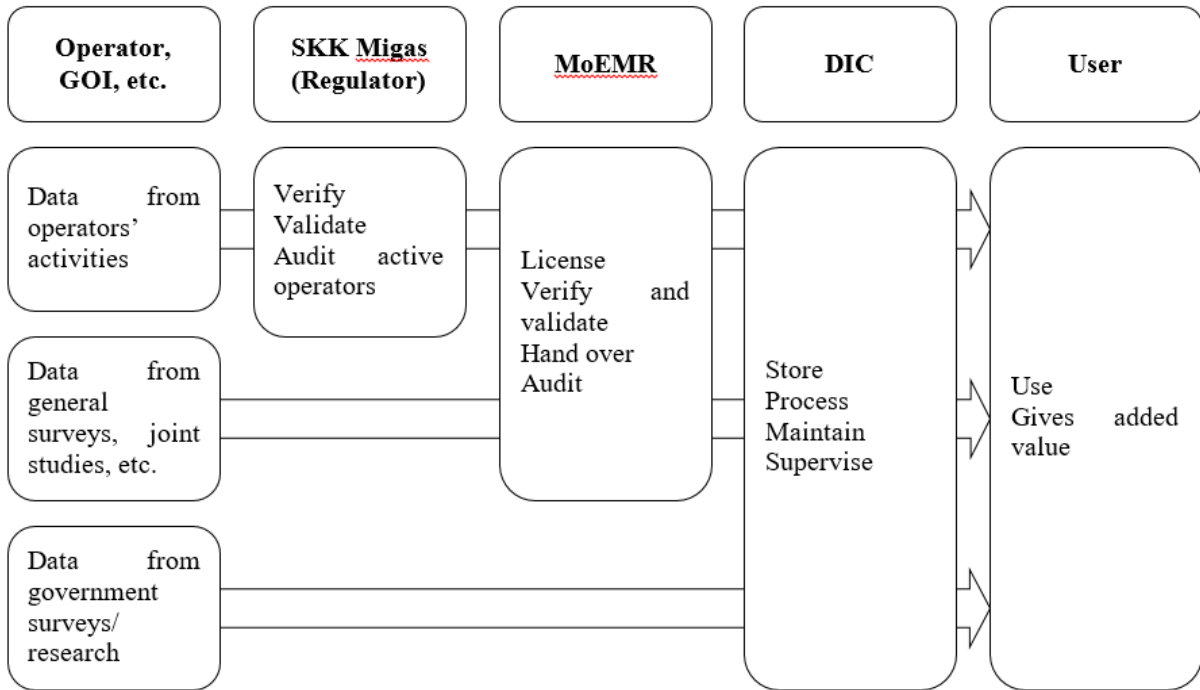 Operator,
GOI, etc.
SKK Migas
(Regulator)
MoEMR
DIC
User
Data from
operators’
activities
Verify
Validate
Audit active
operators
License
Verify and
validate
Hand over
Audit
Store
Process
Maintain
Supervise
Use
Gives added
value
Data from
general
surveys, joint
studies, etc.
Data from
government
surveys/
research